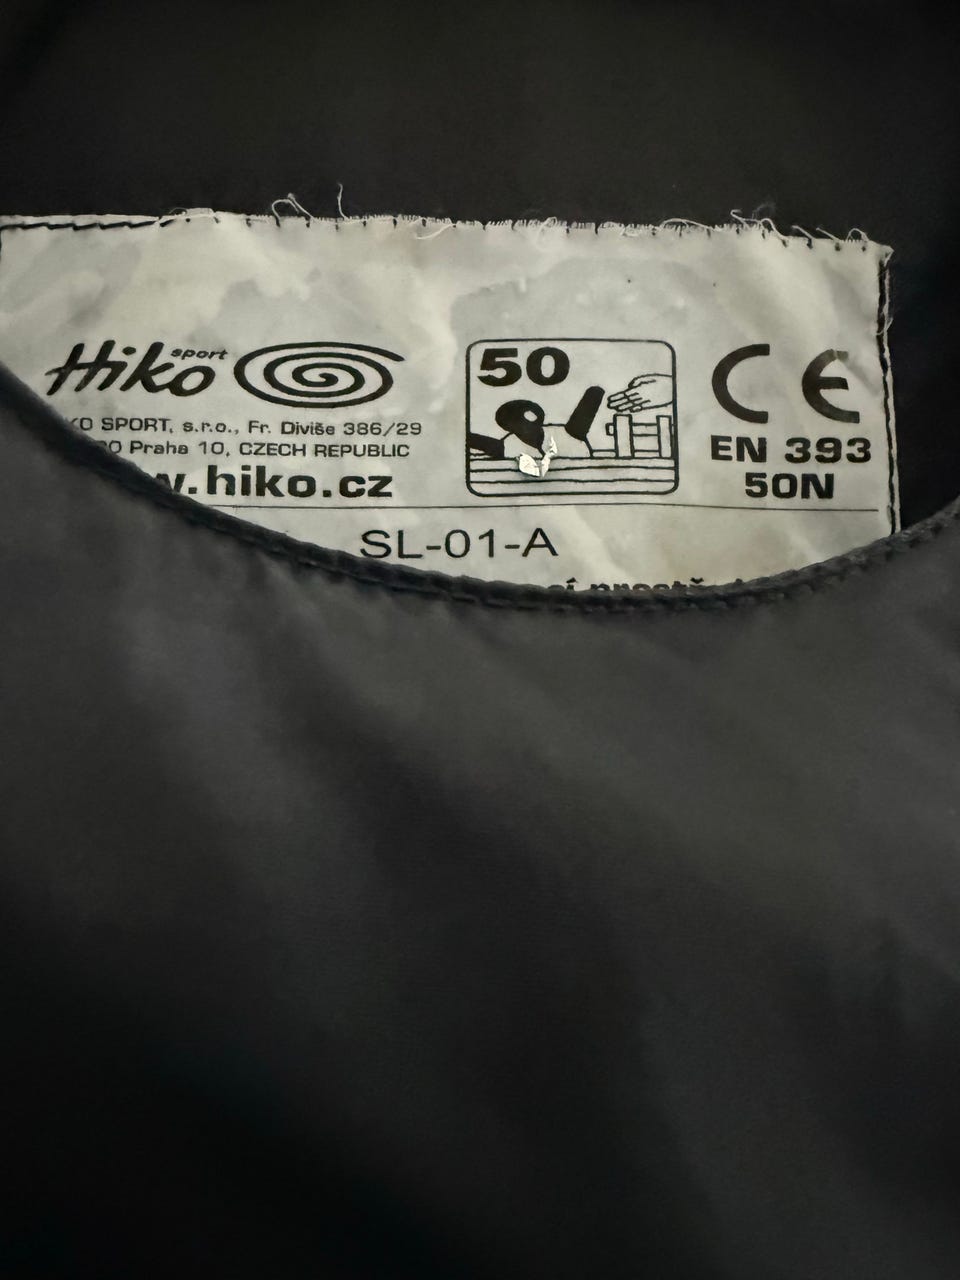 Hiko sport
SPORT, s.r.o., Fr. Diviše 386/29
Praha 10, CZECH REPUBLIC
.hiko.cz
50
CE
EN 393
50N
SL-01-A